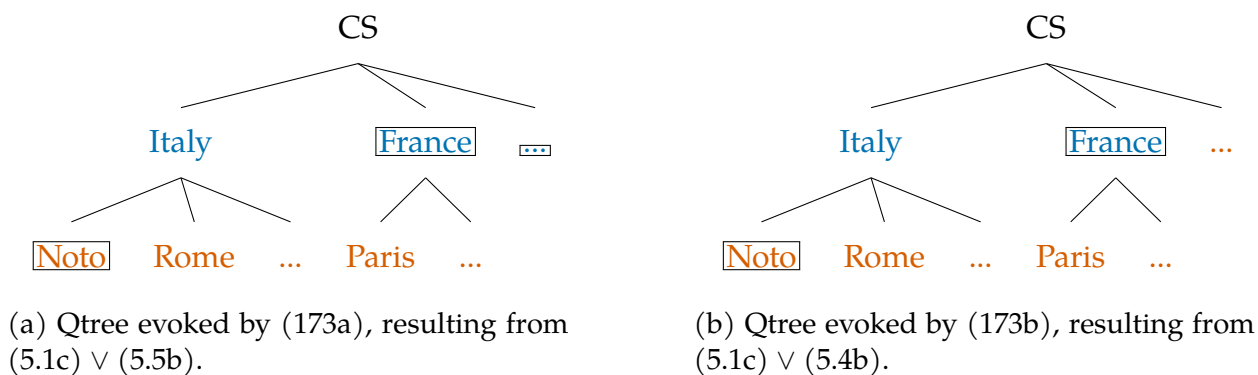 CS
Italy France ...
Noto Rome ... Paris ...
(a) Qtree evoked by (173a), resulting from
(5.1c) ∨ (5.5b).
CS
Italy France ...
Noto Rome ... Paris ...
(b) Qtree evoked by (173b), resulting from
(5.1c) ∨ (5.4b).